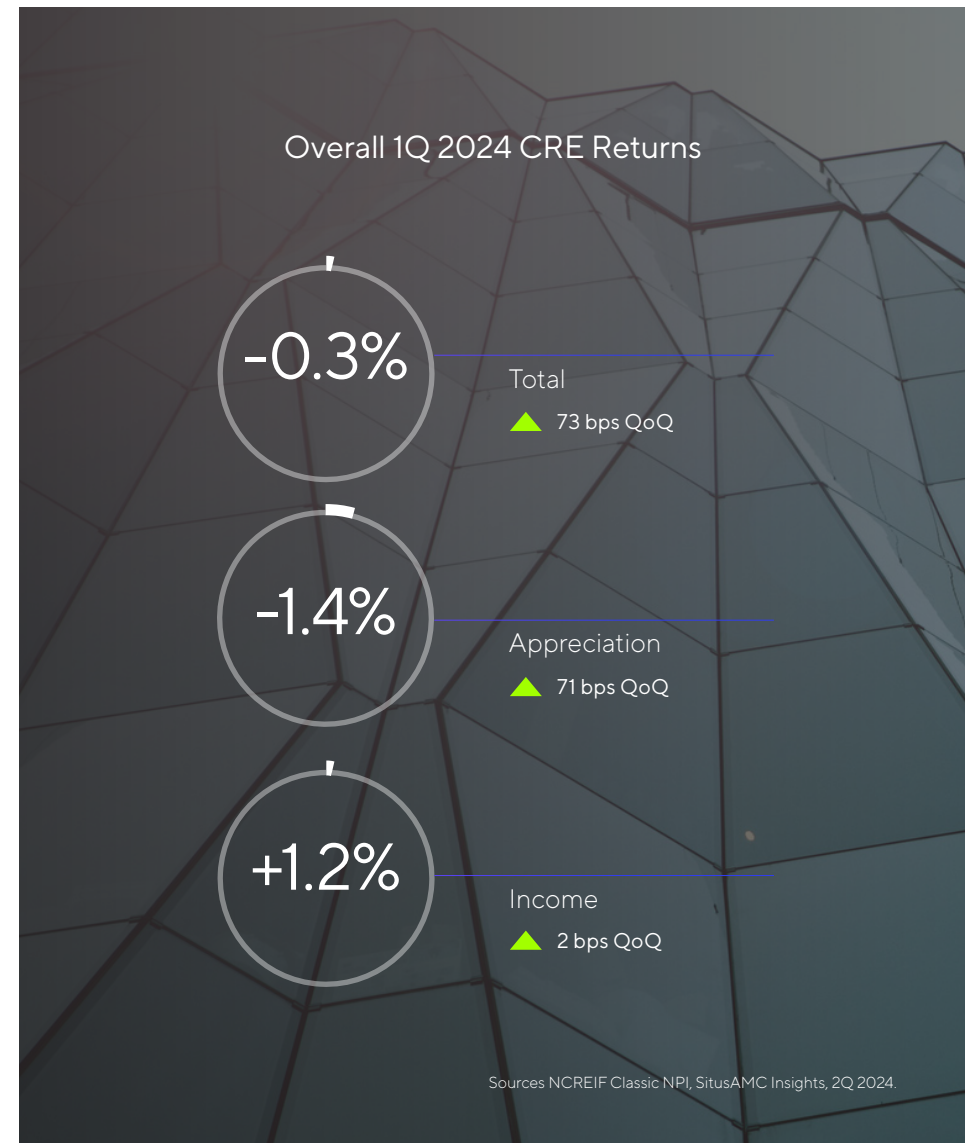 Overall 1Q 2024 CRE Returns
-0.3%
Total
73 bps QoQ
-1.4%
Appreciation
71 bps QoQ
+1.2%
Income
2 bps QoQ
Sources NCREIF Classic NPI, SitusAMC Insights, 2Q 2024.